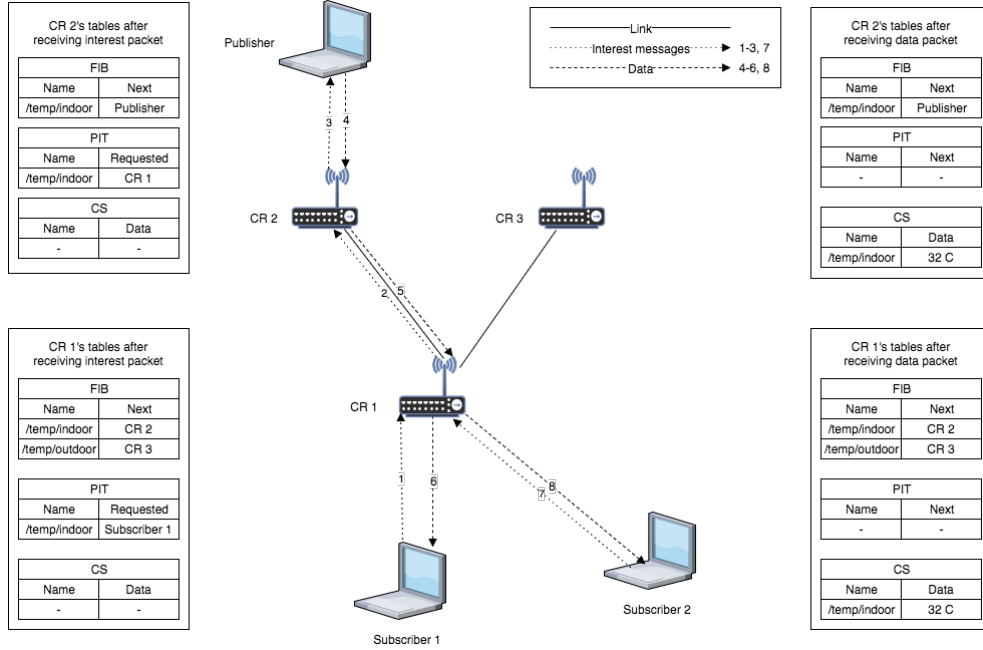 CR 2's tables after
receiving interest packet
FIB
Name Next
/temp/indoor Publisher
PIT
Name Requested
/temp/indoor CR 1
CS
Name Data
- -
Publisher
Link
Interest messages 1-3, 7
Data 4-6, 8
CR 2's tables after
receiving data packet
FIB
Name Next
/temp/indoor Publisher
PIT
Name Next
- -
CS
Name Data
/temp/indoor 32 C
3 4
CR 2
CR 3
2 5
CR 1
1 6
7 8
Subscriber 1
Subscriber 2
CR 1's tables after
receiving interest packet
FIB
Name Next
/temp/indoor CR 2
/temp/outdoor CR 3
PIT
Name Requested
/temp/indoor Subscriber 1
CS
Name Data
- -
CR 1's tables after
receiving data packet
FIB
Name Next
/temp/indoor CR 2
/temp/outdoor CR 3
PIT
Name Next
- -
CS
Name Data
/temp/indoor 32 C